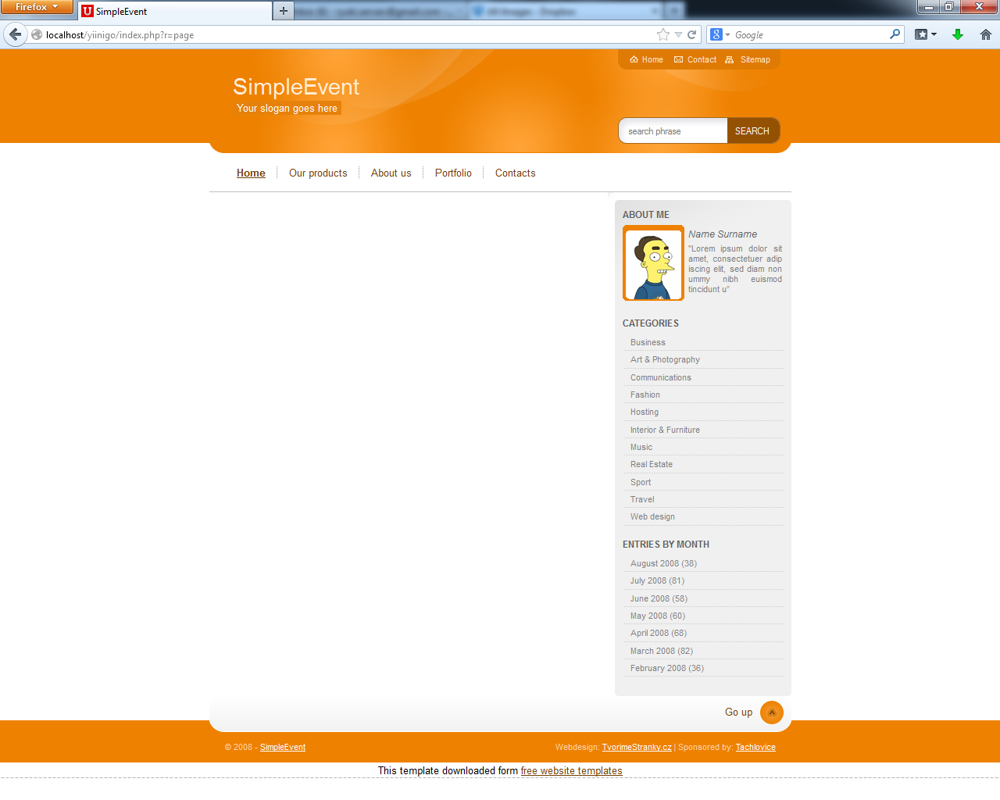 Firefox
SimpleEvent
localhost/yiinigo/index.php?r=page
Google
Home
Contact
Sitemap
SimpleEvent
Your slogan goes here
search phrase
SEARCH
Home
Our products
About us
Portfolio
Contacts
ABOUT ME
Name Surname
"Lorem ipsum dolor sit
amet, consectetuer adip
iscing elit, sed diam non
ummy nibh euismod
tincidunt u"
CATEGORIES
Business
Art & Photography
Communications
Fashion
Hosting
Interior & Furniture
Music
Real Estate
Sport
Travel
Web design
ENTRIES BY MONTH
August 2008 (38)
July 2008 (81)
June 2008 (58)
May 2008 (60)
April 2008 (68)
March 2008 (82)
February 2008 (36)
Go up
© 2008 - SimpleEvent
Webdesign: TvorimeStranky.cz | Sponsored by: Tachlovice
This template downloaded form free website templates